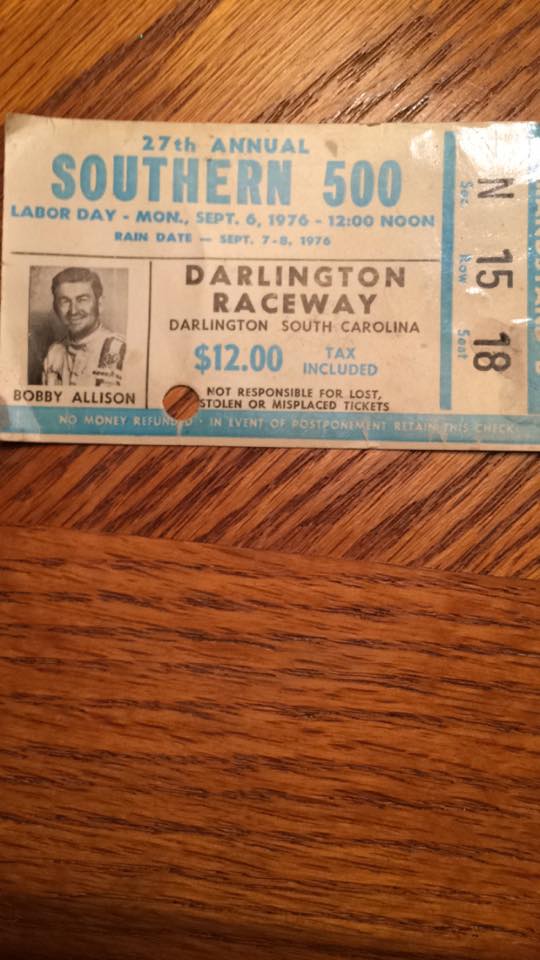 27th ANNUAL
SOUTHERN 500
LABOR DAY - MON., SEPT. 6, 1976 - 12:00 NOON
RAIN DATE — SEPT. 7-8, 1976
DARLINGTON
RACEWAY
DARLINGTON SOUTH CAROLINA
$12.00 TAX
INCLUDED
BOBBY ALLISON
NOT RESPONSIBLE FOR LOST,
STOLEN OR MISPLACED TICKETS
NO MONEY REFUNDED · IN EVENT OF POSTPONEMENT RETAIN THIS CHECK
N 15 18
Sec. Row Seat